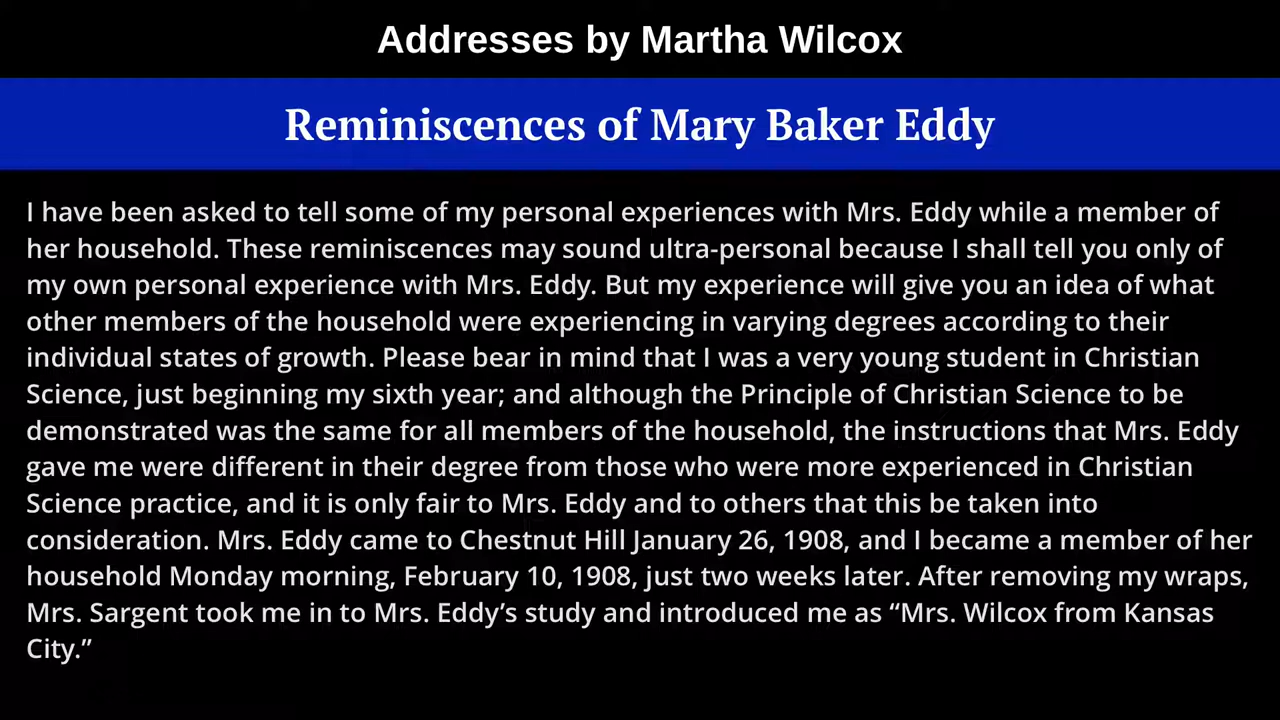 Addresses by Martha Wilcox
Reminiscences of Mary Baker Eddy
I have been asked to tell some of my personal experiences with Mrs. Eddy while a member of
her household. These reminiscences may sound ultra-personal because I shall tell you only of
my own personal experience with Mrs. Eddy. But my experience will give you an idea of what
other members of the household were experiencing in varying degrees according to their
individual states of growth. Please bear in mind that I was a very young student in Christian
Science, just beginning my sixth year; and although the Principle of Christian Science to be
demonstrated was the same for all members of the household, the instructions that Mrs. Eddy
gave me were different in their degree from those who were more experienced in Christian
Science practice, and it is only fair to Mrs. Eddy and to others that this be taken into
consideration. Mrs. Eddy came to Chestnut Hill January 26, 1908, and I became a member of her
household Monday morning, February 10, 1908, just two weeks later. After removing my wraps,
Mrs. Sargent took me in to Mrs. Eddy’s study and introduced me as “Mrs. Wilcox from Kansas
City.”